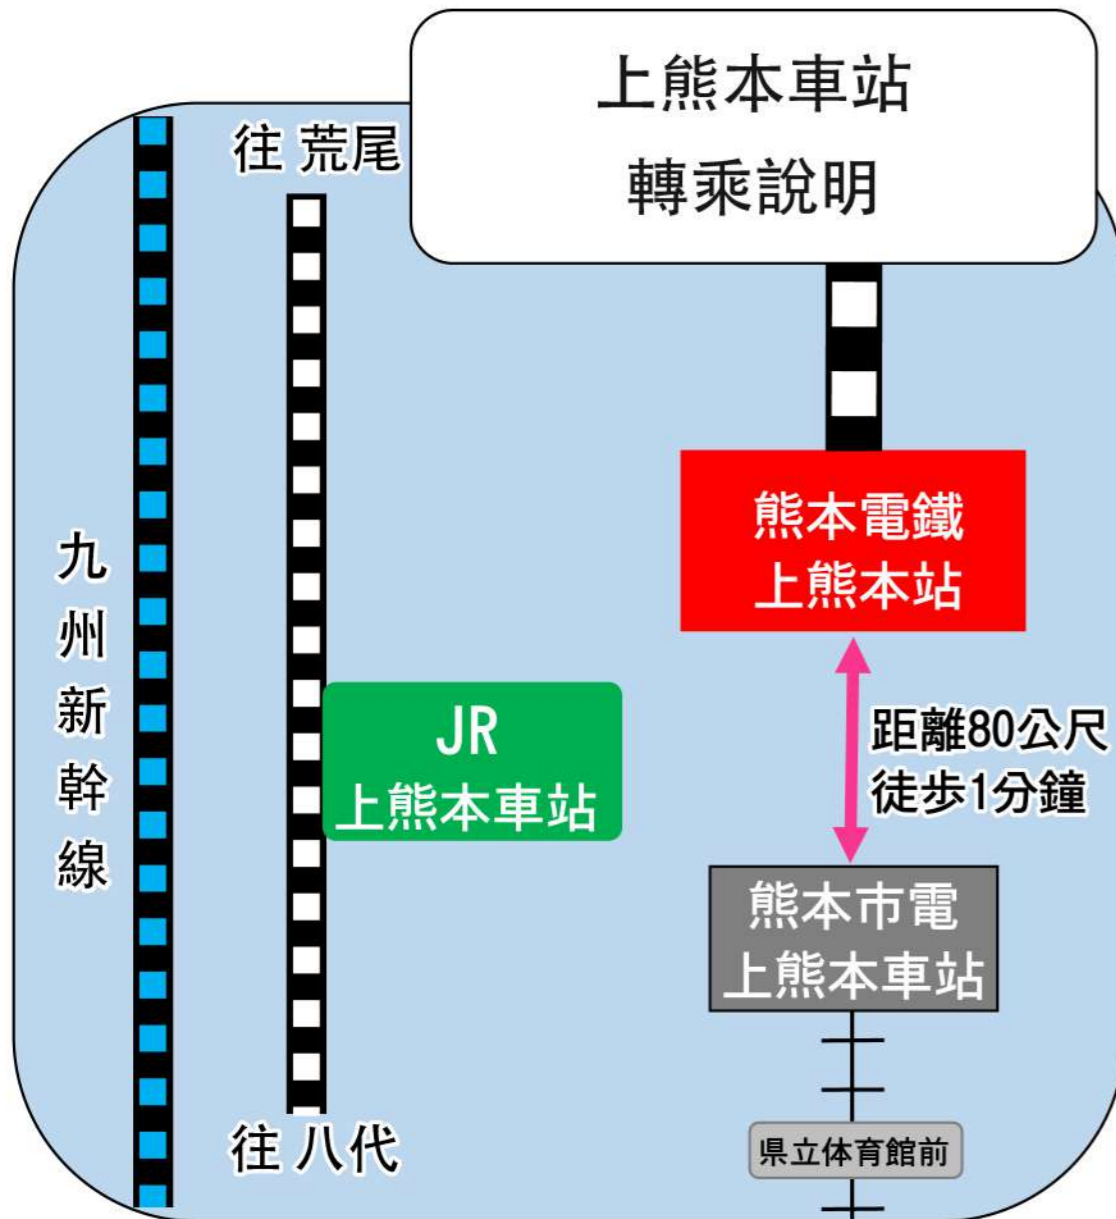 上熊本車站
轉乘說明
往 荒尾
九州新幹線
熊本電鐵
上熊本站
JR
上熊本車站
距離80公尺
徒步1分鐘
熊本市電
上熊本車站
往 八代
県立体育館前